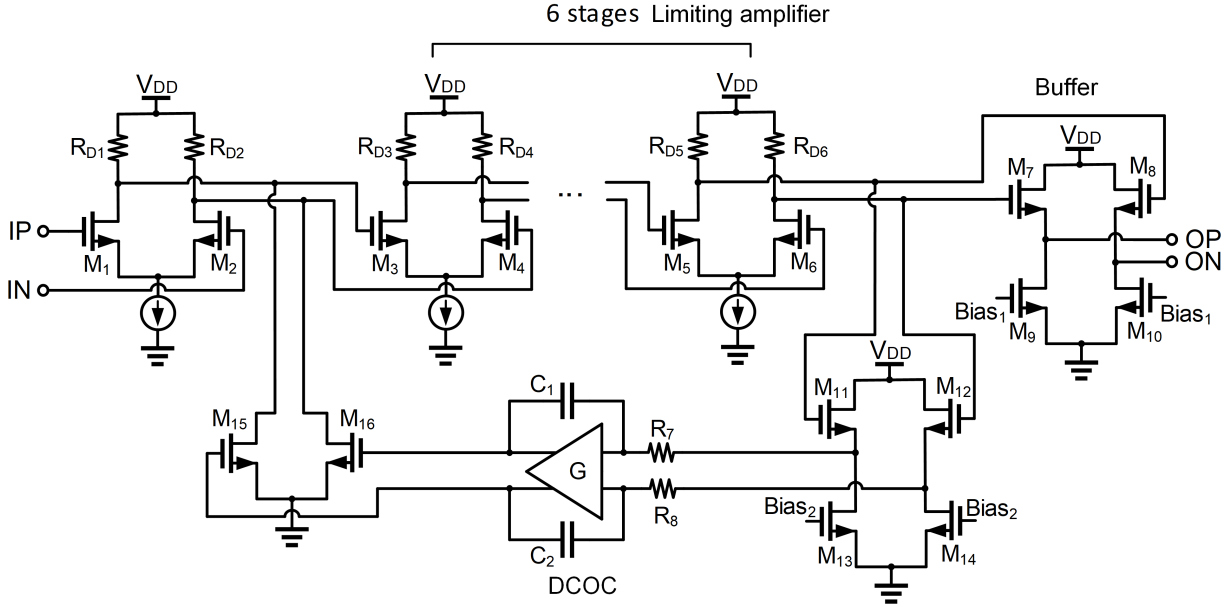 6 stages Limiting amplifier
VDD
VDD
VDD
Buffer
VDD
RD1
RD2
RD3
RD4
RD5
RD6
M7
M8
...
IP
M1
M2
M3
M4
M5
M6
OP
ON
IN
Bias1
M9
M10
Bias1
VDD
M11
M12
C1
M15
M16
R7
G
R8
Bias2
Bias2
C2
M13
M14
DCOC